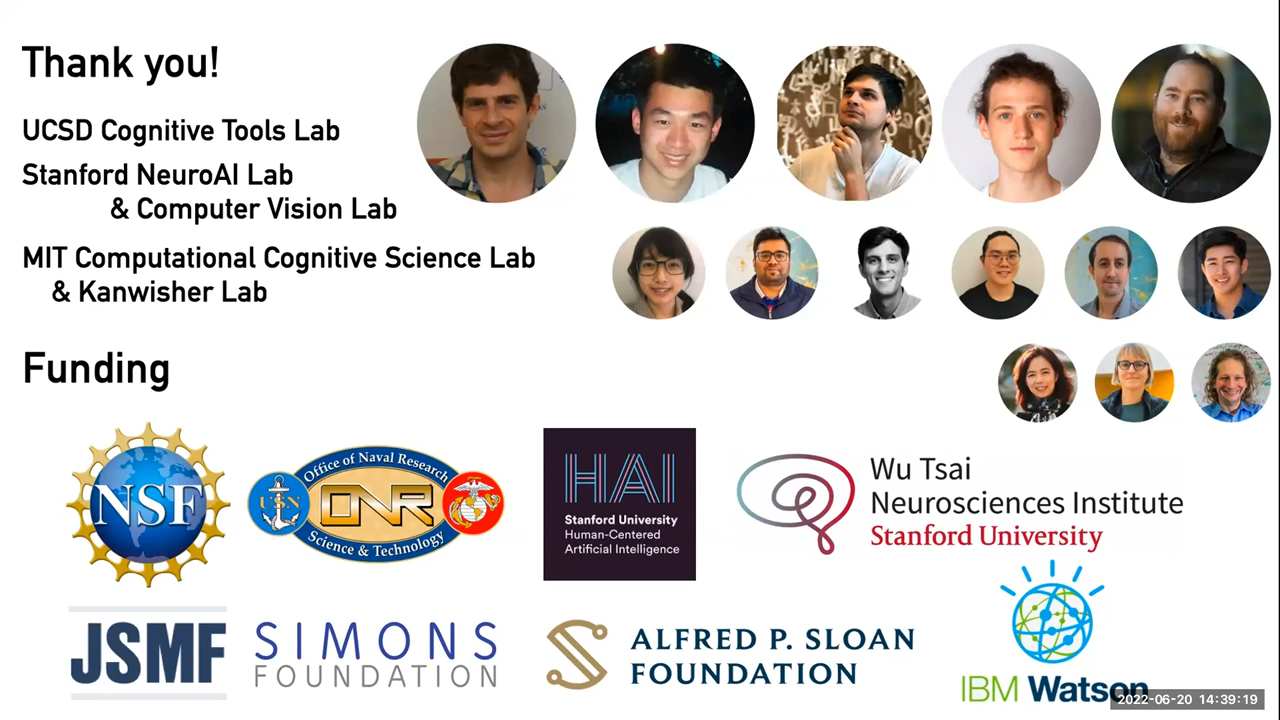 Thank you!
UCSD Cognitive Tools Lab
Stanford NeuroAI Lab
& Computer Vision Lab
MIT Computational Cognitive Science Lab
& Kanwisher Lab
Funding
NSF
Office of Naval Research
USN
ONR
Science & Technology
HAI
Stanford University
Human-Centered
Artificial Intelligence
Wu Tsai
Neurosciences Institute
Stanford University
JSMF
SIMONS
FOUNDATION
ALFRED P. SLOAN
FOUNDATION
IBM Watson
2022-06-20 14:39:19